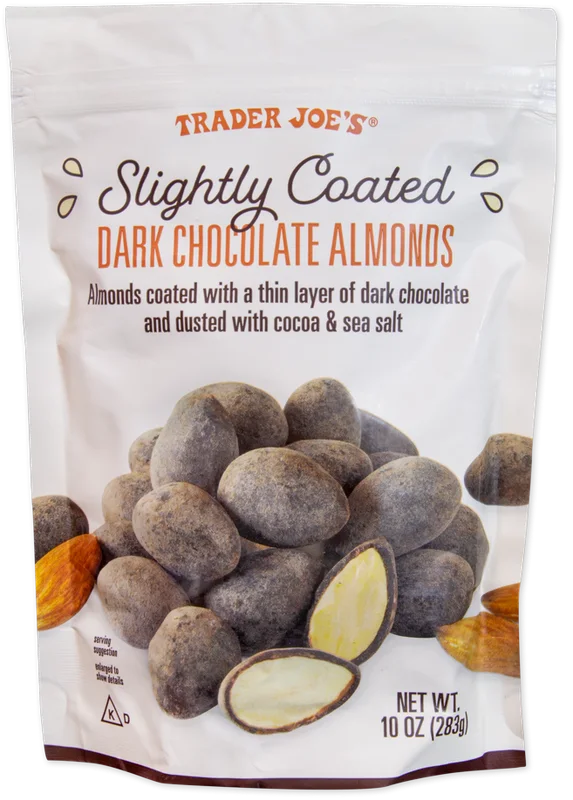 TRADER JOE'S®
Slightly Coated
DARK CHOCOLATE ALMONDS
Almonds coated with a thin layer of dark chocolate
and dusted with cocoa & sea salt
serving
suggestion
enlarged to
show details
K D
NET WT.
10 OZ (283g)